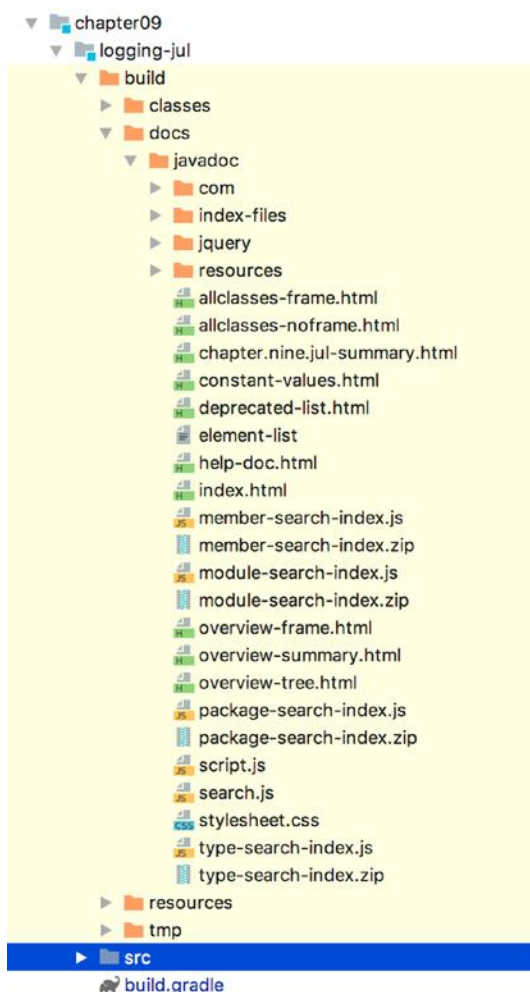 chapter09
logging-jul
build
classes
docs
javadoc
com
index-files
jquery
resources
allclasses-frame.html
allclasses-noframe.html
chapter.nine.jul-summary.html
constant-values.html
deprecated-list.html
element-list
help-doc.html
index.html
member-search-index.js
member-search-index.zip
module-search-index.js
module-search-index.zip
overview-frame.html
overview-summary.html
overview-tree.html
package-search-index.js
package-search-index.zip
script.js
search.js
stylesheet.css
type-search-index.js
type-search-index.zip
resources
tmp
src
build.gradle